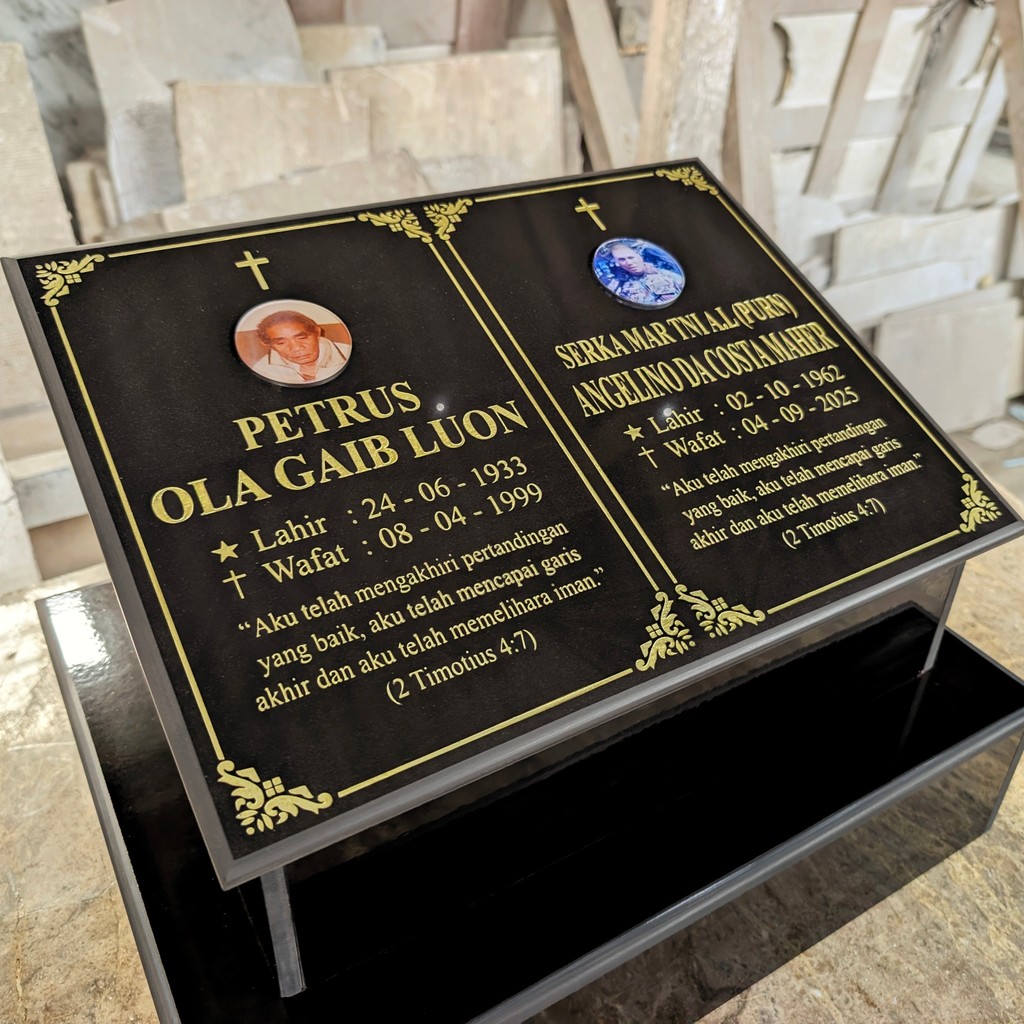 PETRUS
OLA GAIB LUON
★ Lahir : 24 - 06 - 1933
† Wafat : 08 - 04 - 1999
“Aku telah mengakhiri pertandingan
yang baik, aku telah mencapai garis
akhir dan aku telah memelihara iman.”
(2 Timotius 4:7)
SERKA MAR TNI A.L (PURN)
ANGELINO DA COSTA MAHER
★ Lahir : 02 - 10 - 1962
† Wafat : 04 - 09 - 2025
“Aku telah mengakhiri pertandingan
yang baik, aku telah mencapai garis
akhir dan aku telah memelihara iman.”
(2 Timotius 4:7)